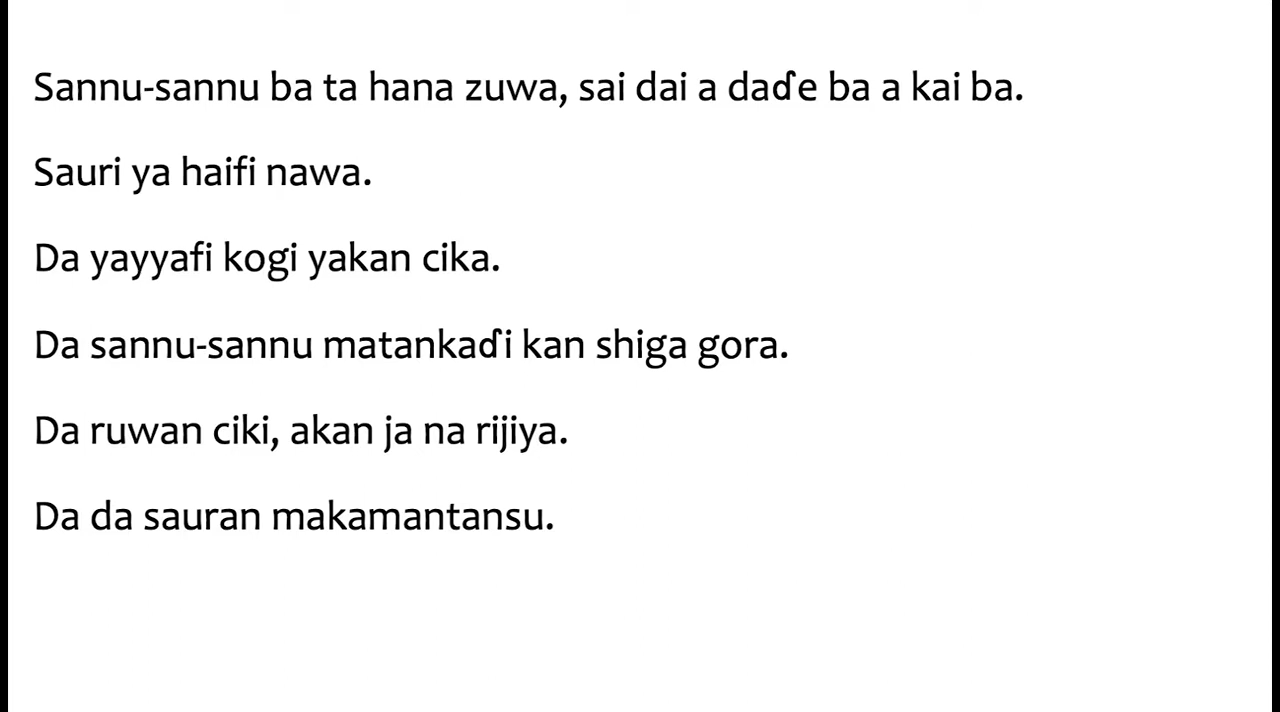 Sannu-sannu ba ta hana zuwa, sai dai a daɗe ba a kai ba.
Sauri ya haifi nawa.
Da yayyafi kogi yakan cika.
Da sannu-sannu matankaɗi kan shiga gora.
Da ruwan ciki, akan ja na rijiya.
Da da sauran makamantansu.